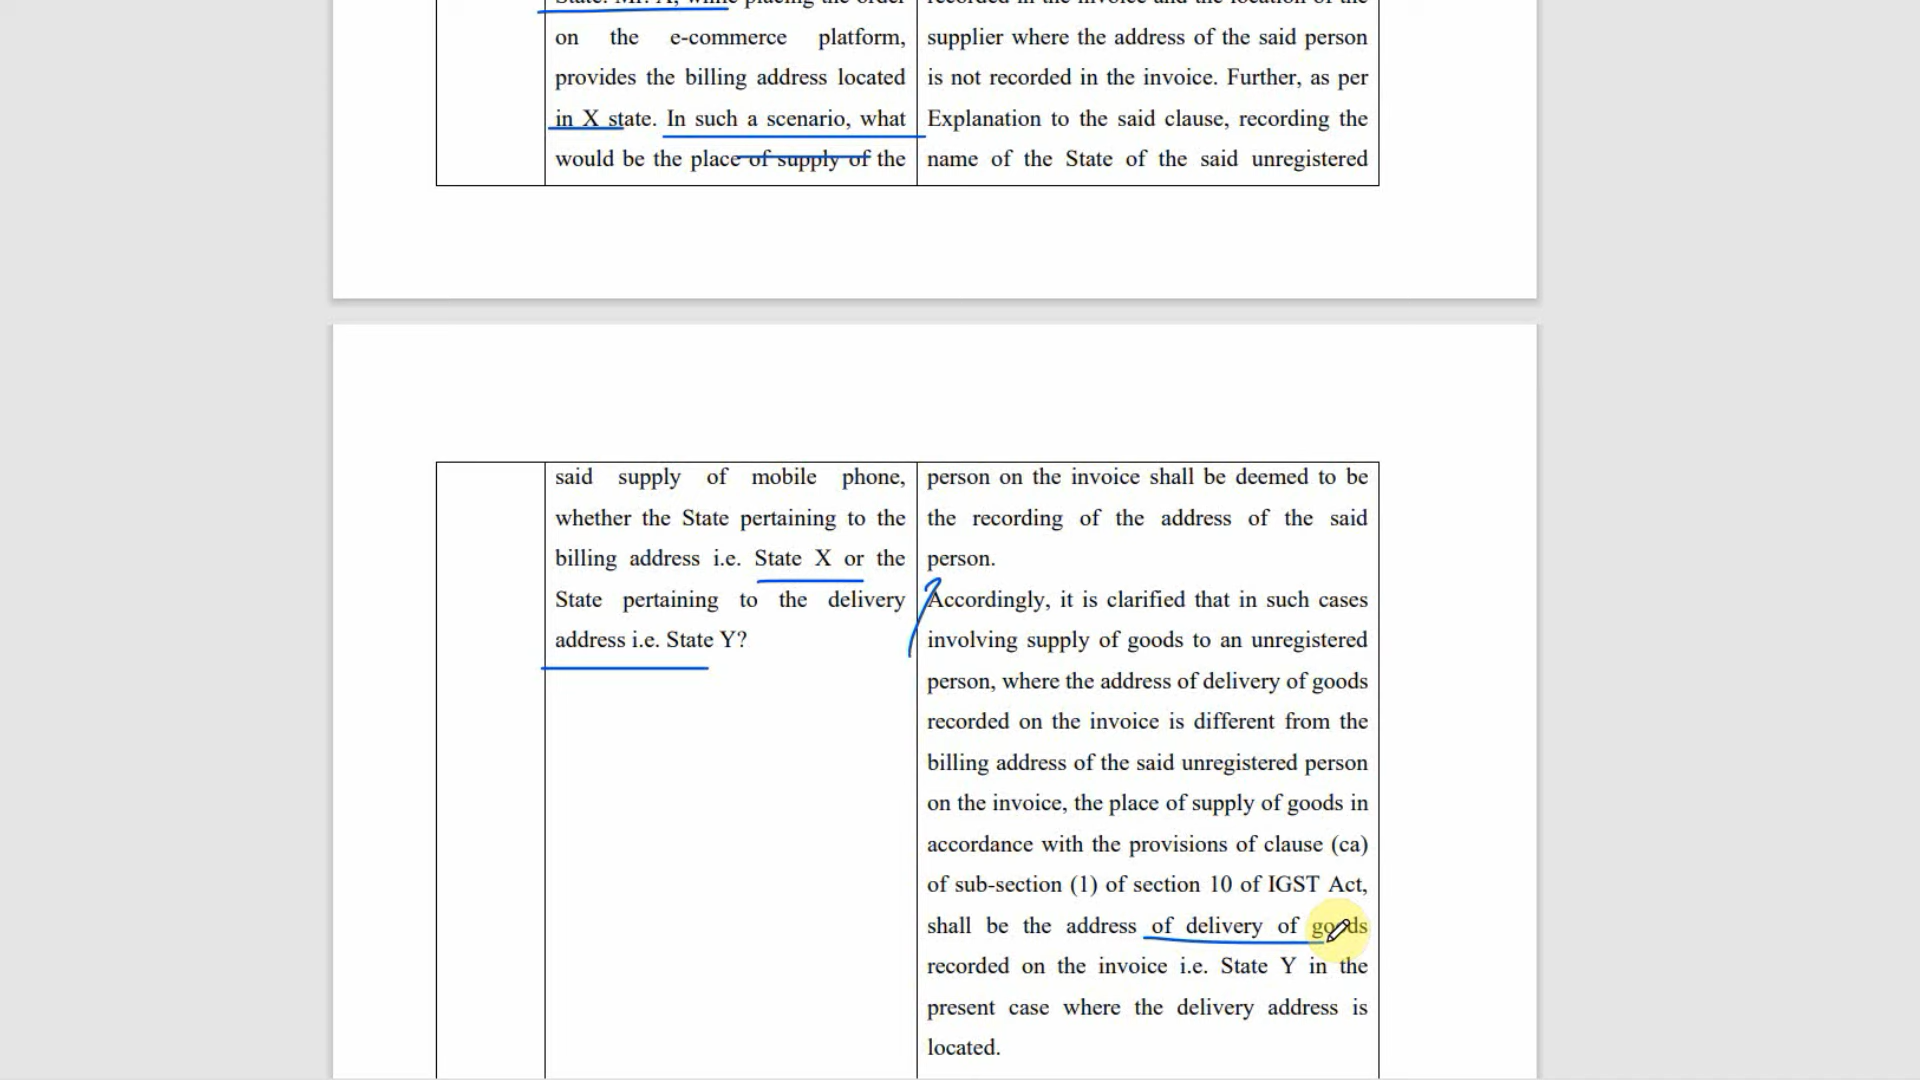 on the e-commerce platform,
provides the billing address located
in X state. In such a scenario, what
would be the place of supply of the
supplier where the address of the said person
is not recorded in the invoice. Further, as per
Explanation to the said clause, recording the
name of the State of the said unregistered
said supply of mobile phone,
whether the State pertaining to the
billing address i.e. State X or the
State pertaining to the delivery
address i.e. State Y?
person on the invoice shall be deemed to be
the recording of the address of the said
person.
Accordingly, it is clarified that in such cases
involving supply of goods to an unregistered
person, where the address of delivery of goods
recorded on the invoice is different from the
billing address of the said unregistered person
on the invoice, the place of supply of goods in
accordance with the provisions of clause (ca)
of sub-section (1) of section 10 of IGST Act,
shall be the address of delivery of goods
recorded on the invoice i.e. State Y in the
present case where the delivery address is
located.